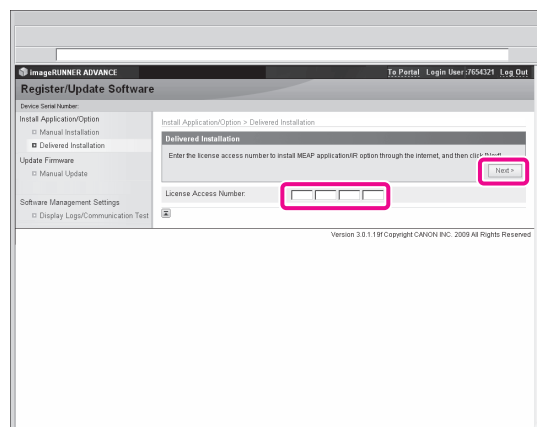 imageRUNNER ADVANCE
To Portal Login User :7654321 Log Out
Register/Update Software
Device Serial Number:
Install Application/Option
Manual Installation
Delivered Installation
Update Firmware
Manual Update
Software Management Settings
Display Logs/Communication Test
Install Application/Option > Delivered Installation
Delivered Installation
Enter the license access number to install MEAP application/iR option through the internet, and then click
Next >
License Access Number:
Version 3.0.1.19f Copyright CANON INC. 2009 All Rights Reserved